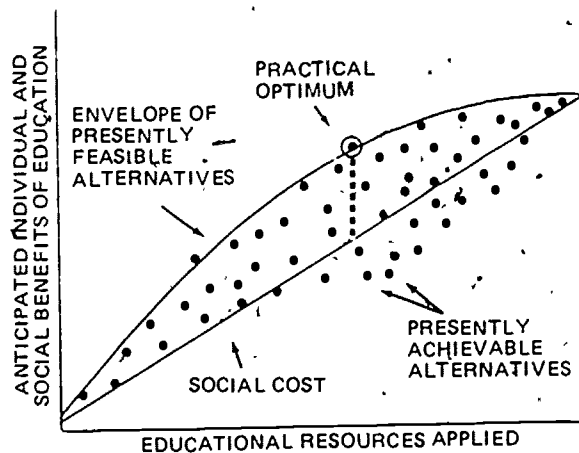 ANTICIPATED INDIVIDUAL AND
SOCIAL BENEFITS OF EDUCATION
PRACTICAL
OPTIMUM
ENVELOPE OF
PRESENTLY
FEASIBLE
ALTERNATIVES
SOCIAL COST
PRESENTLY
ACHIEVABLE
ALTERNATIVES
EDUCATIONAL RESOURCES APPLIED